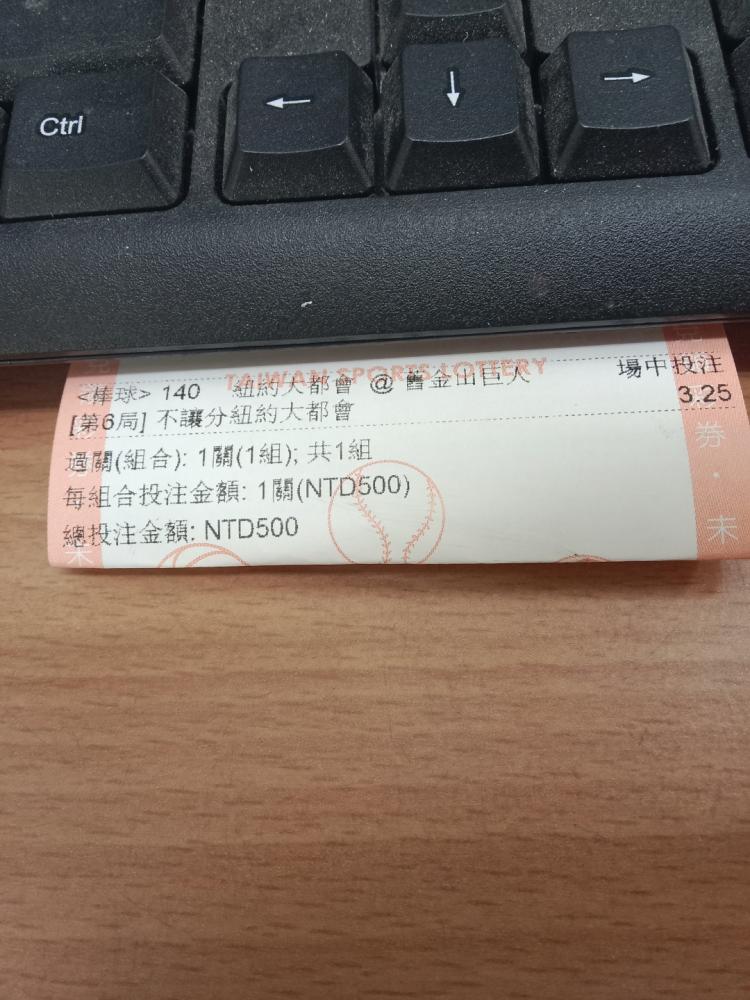 Ctrl ← ↓ →
TAIWAN SPORTS LOTTERY
<棒球> 140 紐約大都會 @ 舊金山巨人 場中投注
[第6局] 不讓分紐約大都會 3.25
過關(組合): 1關(1組); 共1組
每組合投注金額: 1關(NTD500)
總投注金額: NTD500
券 · 未